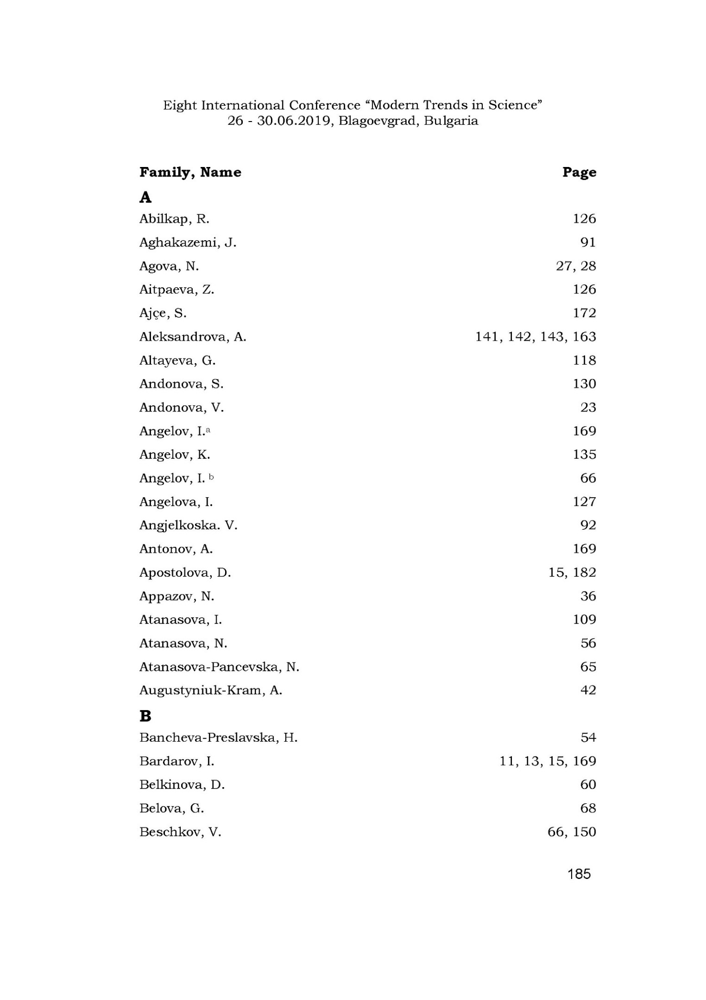 Eight International Conference “Modern Trends in Science”
26 - 30.06.2019, Blagoevgrad, Bulgaria
Family, Name Page
A
Abilkap, R. 126
Aghakazemi, J. 91
Agova, N. 27, 28
Aitpaeva, Z. 126
Ajçe, S. 172
Aleksandrova, A. 141, 142, 143, 163
Altayeva, G. 118
Andonova, S. 130
Andonova, V. 23
Angelov, I.ᵃ 169
Angelov, K. 135
Angelov, I. ᵇ 66
Angelova, I. 127
Angjelkoska. V. 92
Antonov, A. 169
Apostolova, D. 15, 182
Appazov, N. 36
Atanasova, I. 109
Atanasova, N. 56
Atanasova-Pancevska, N. 65
Augustyniuk-Kram, A. 42
B
Bancheva-Preslavska, H. 54
Bardarov, I. 11, 13, 15, 169
Belkinova, D. 60
Belova, G. 68
Beschkov, V. 66, 150
185